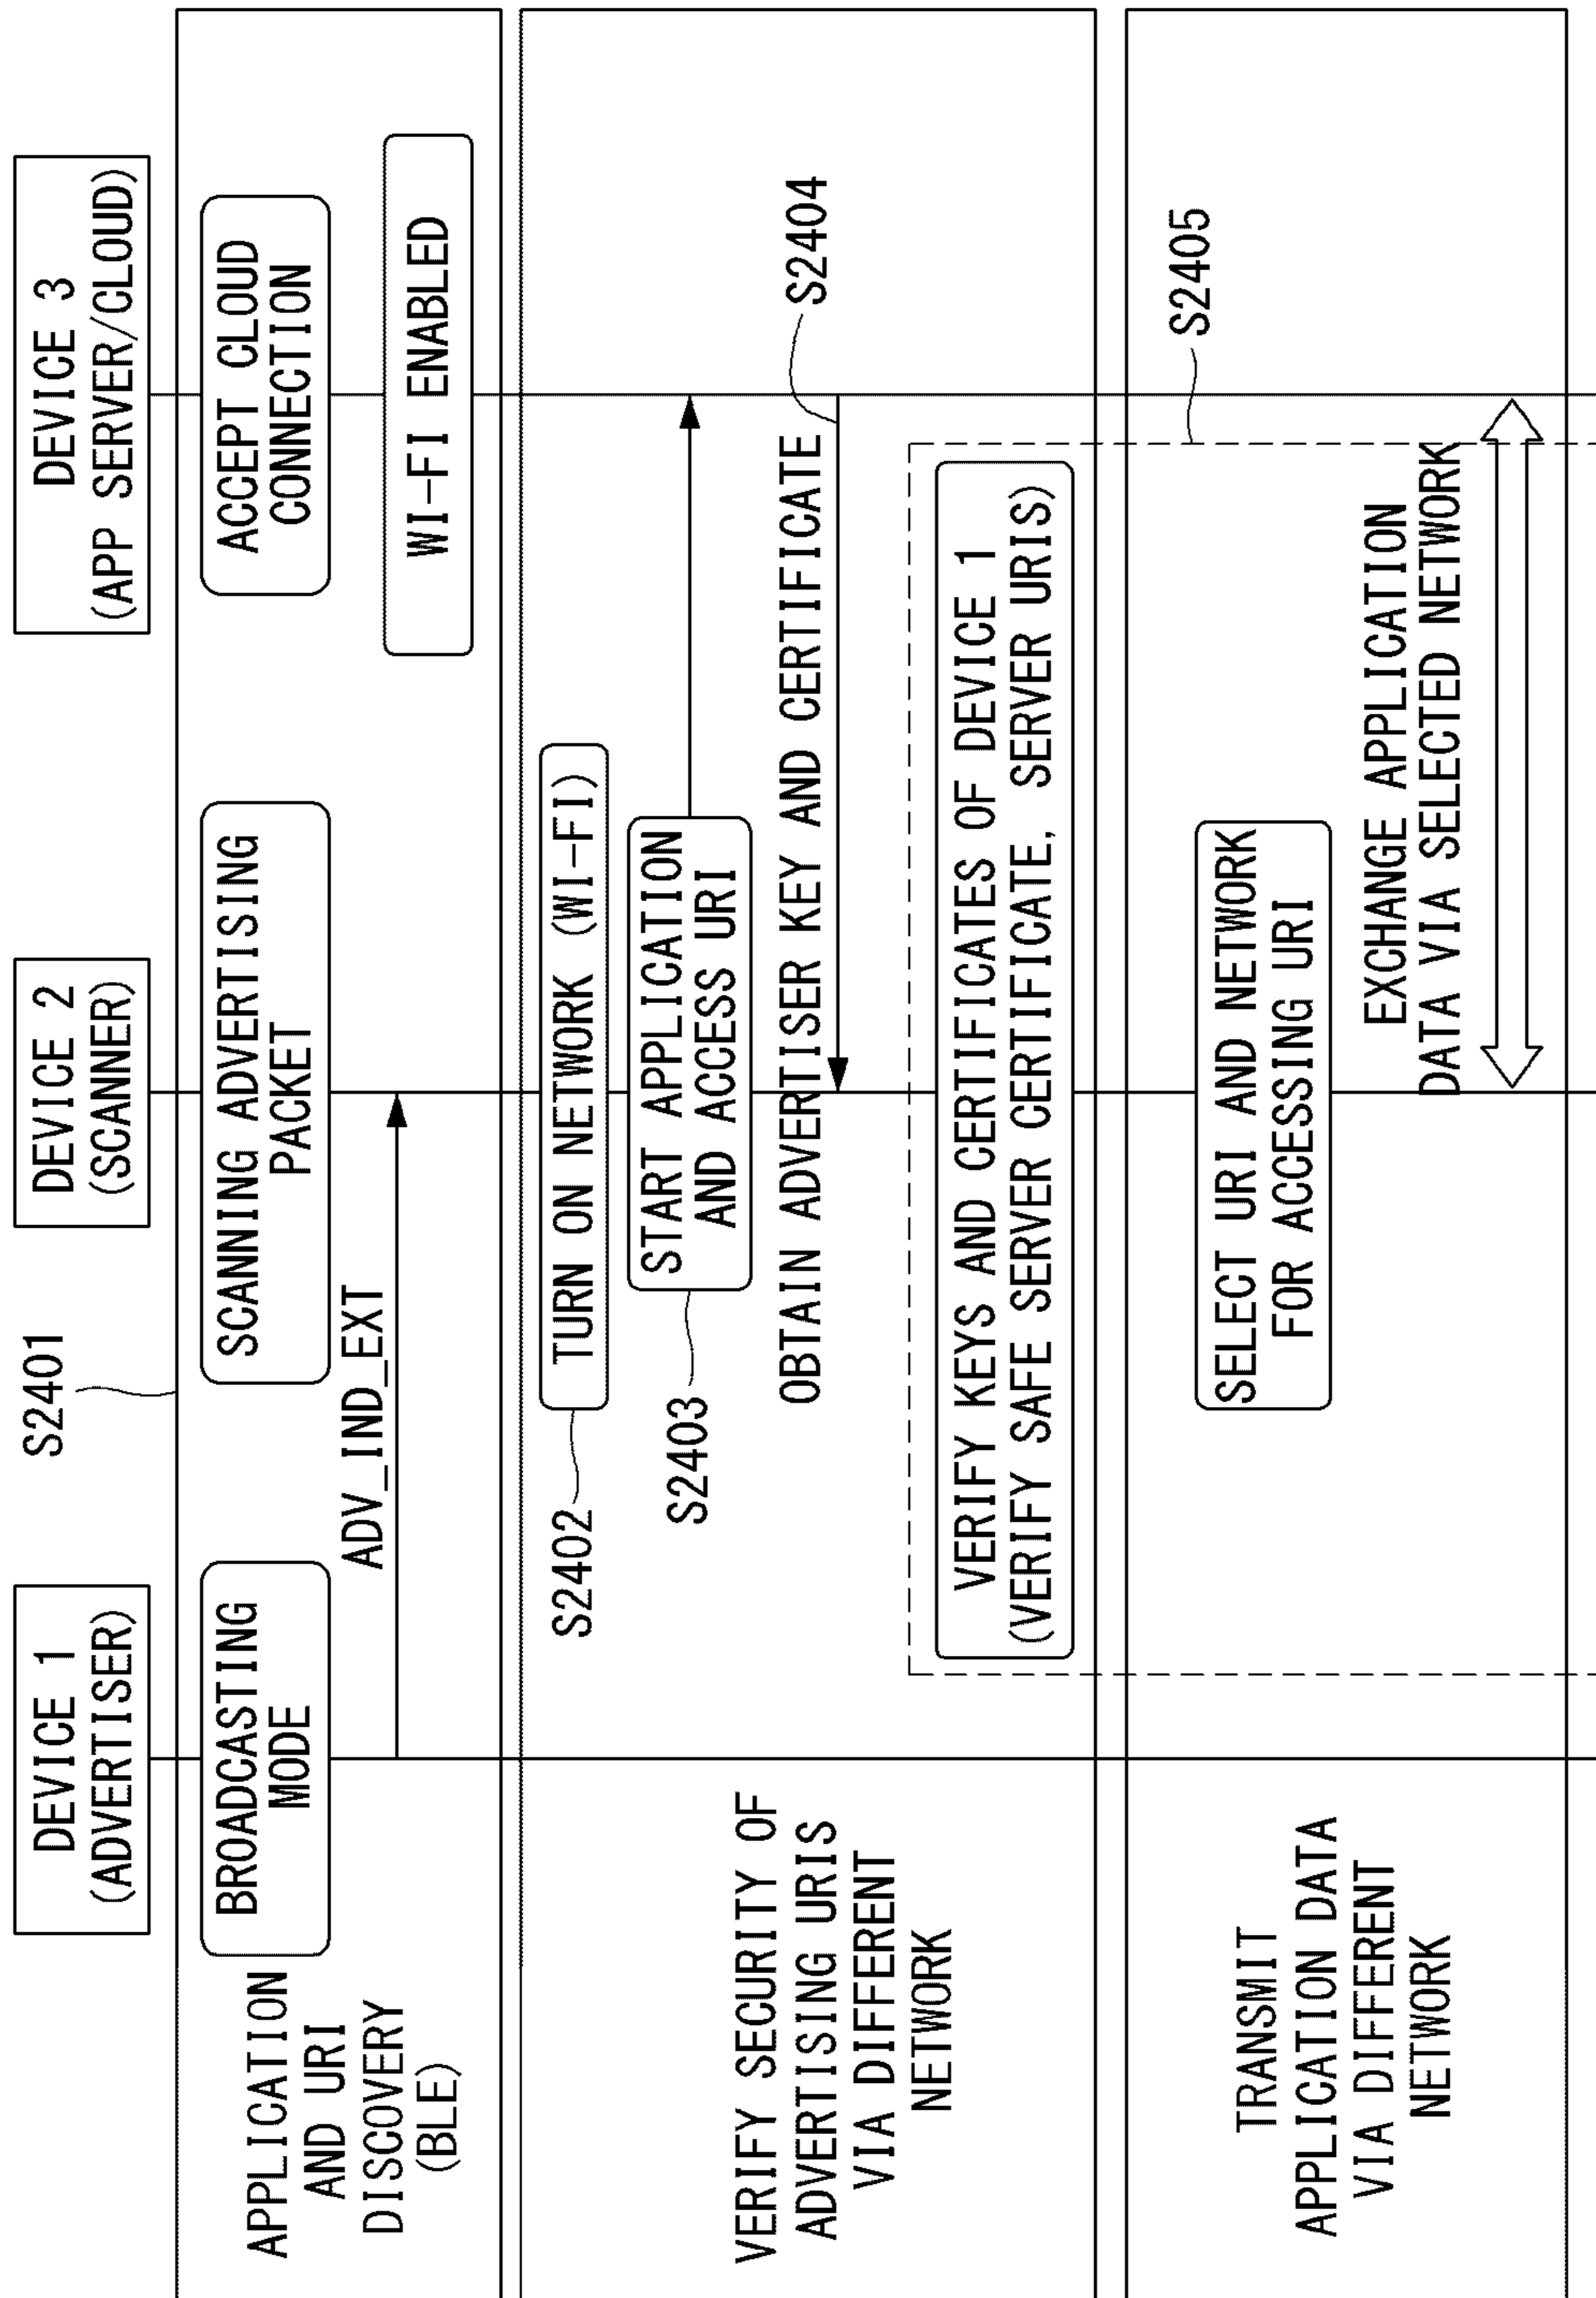 S2401
DEVICE 1
(ADVERTISER)
DEVICE 2
(SCANNER)
DEVICE 3
(APP SERVER/CLOUD)
APPLICATION
AND URI
DISCOVERY
(BLE)
BROADCASTING
MODE
SCANNING ADVERTISING
PACKET
ACCEPT CLOUD
CONNECTION
ADV_IND_EXT
WI-FI ENABLED
VERIFY SECURITY OF
ADVERTISING URIS
VIA DIFFERENT
NETWORK
S2402
TURN ON NETWORK (WI-FI)
S2403
START APPLICATION
AND ACCESS URI
OBTAIN ADVERTISER KEY AND CERTIFICATE
S2404
VERIFY KEYS AND CERTIFICATES OF DEVICE 1
(VERIFY SAFE SERVER CERTIFICATE, SERVER URIS)
S2405
TRANSMIT
APPLICATION DATA
VIA DIFFERENT
NETWORK
SELECT URI AND NETWORK
FOR ACCESSING URI
EXCHANGE APPLICATION
DATA VIA SELECTED NETWORK